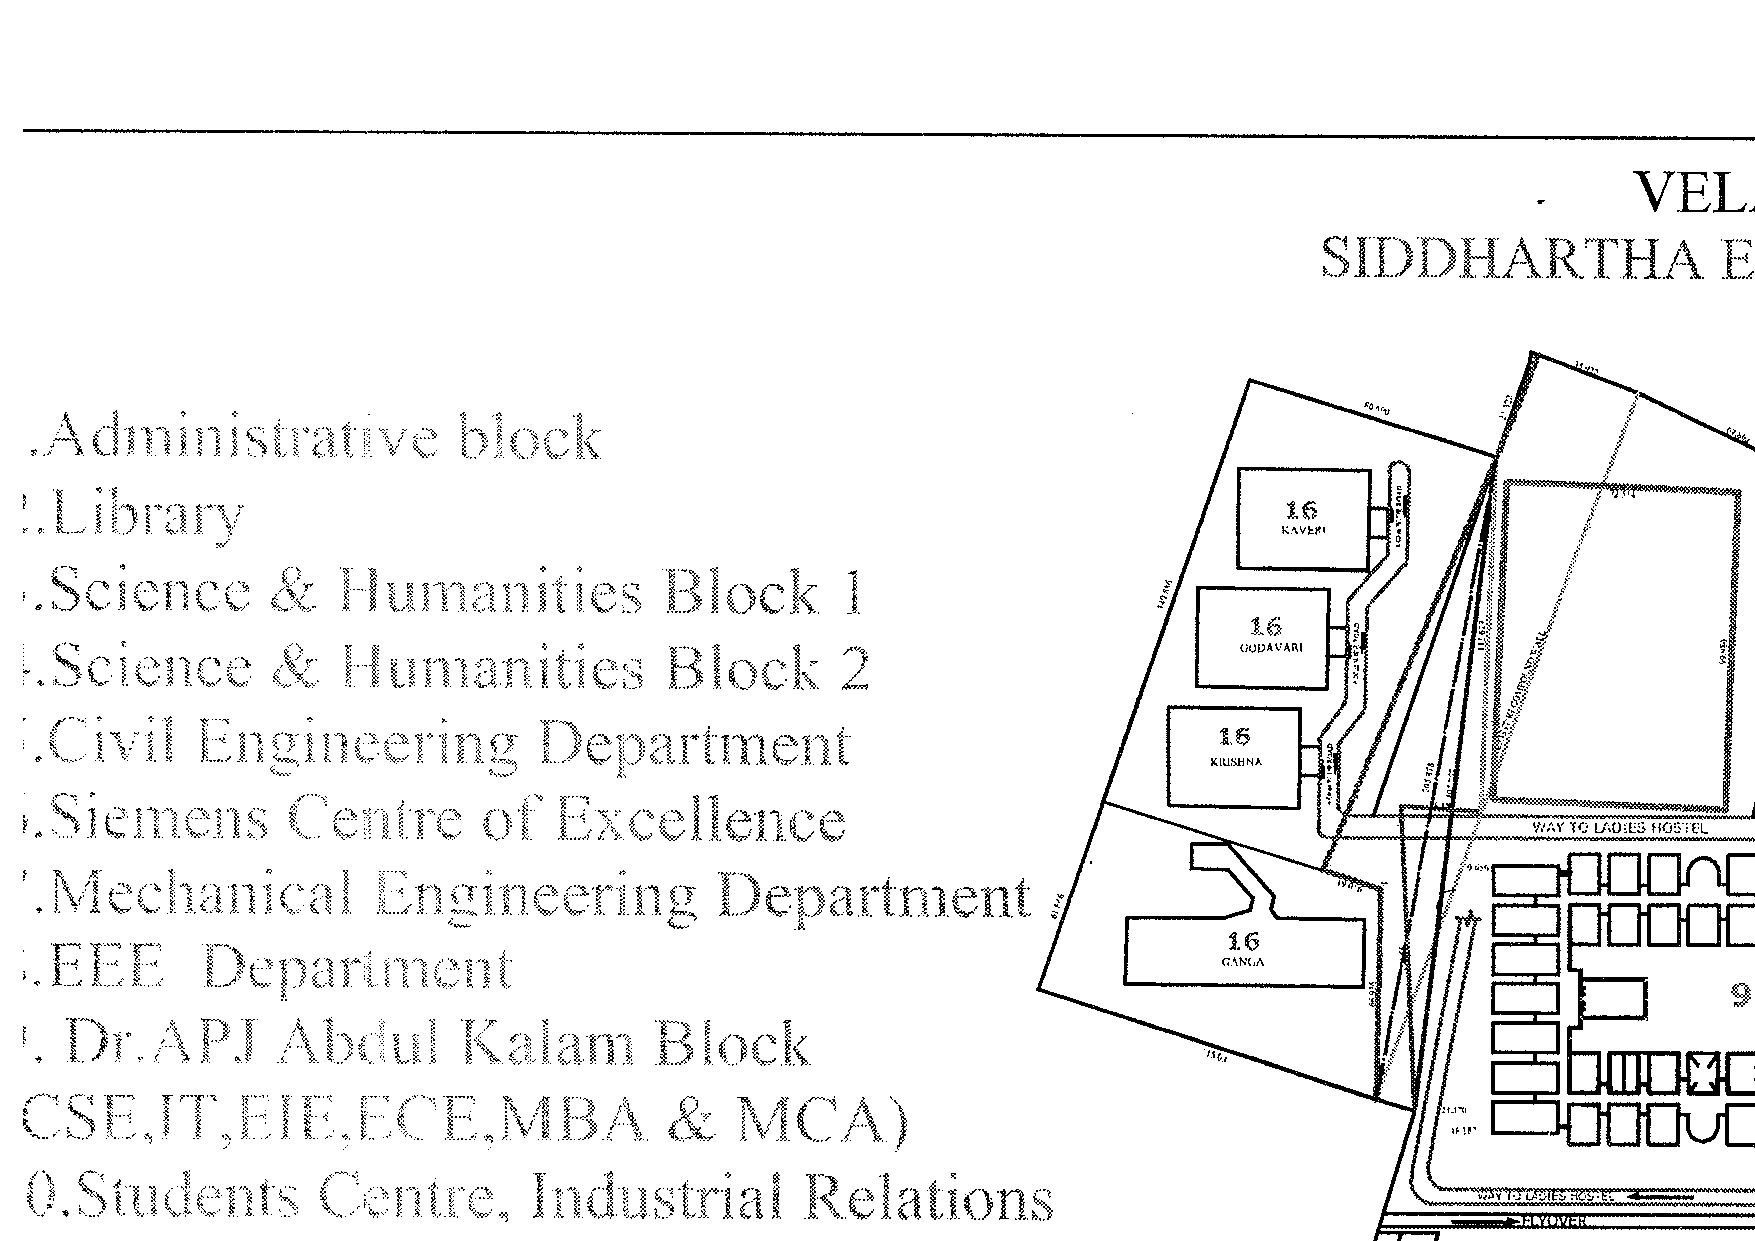 VEL
SIDDHARTHA E
.Administrative block
.Library
.Science & Humanities Block 1
.Science & Humanities Block 2
.Civil Engineering Department
.Siemens Centre of Excellence
.Mechanical Engineering Department
.EEE Department
. Dr.APJ Abdul Kalam Block
CSE,IT,EIE,ECE,MBA & MCA)
0.Students Centre, Industrial Relations
16
KAVERI
16
GODAVARI
16
KRISHNA
WAY TO LADIES HOSTEL
16
GANGA
9
WAY TO LADIES HOSTEL
FLYOVER